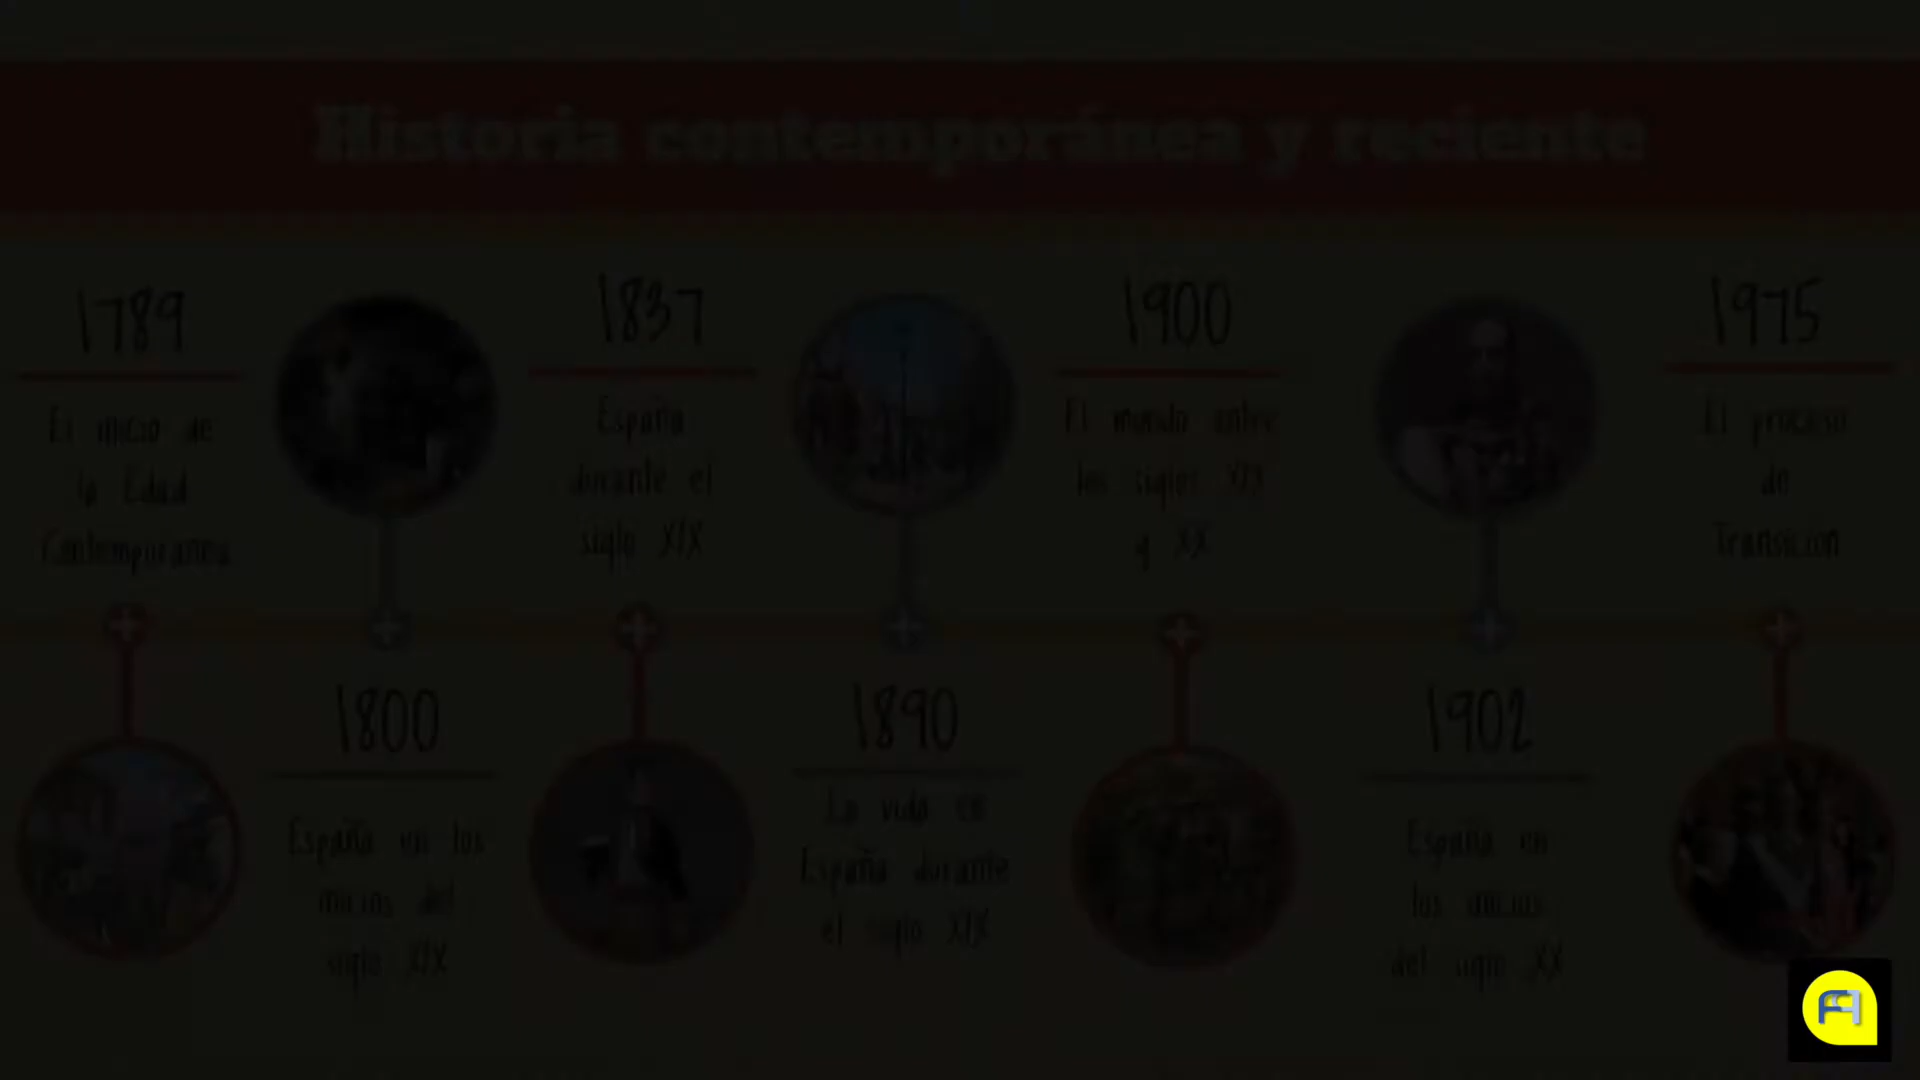 Historia contemporánea y reciente
1789
El inicio de
la Edad
Contemporánea
1800
España en los
inicios del
siglo XIX
1837
España
durante el
siglo XIX
1890
La vida en
España durante
el siglo XIX
1900
El mundo entre
los siglos XIX
y XX
1902
España en
los inicios
del siglo XX
1975
El proceso
de
Transición